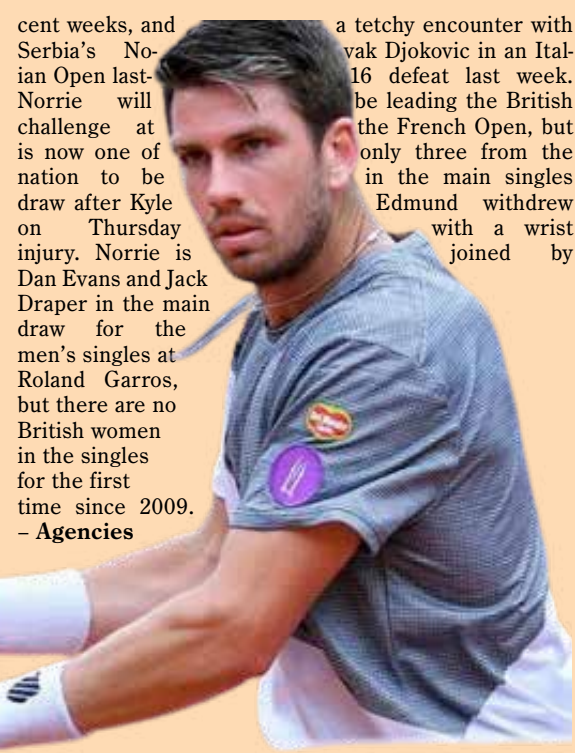 cent weeks, and a tetchy encounter with
Serbia's No- vak Djokovic in an Ital-
ian Open last- 16 defeat last week.
Norrie will be leading the British
challenge at the French Open, but
is now one of only three from the
nation to be in the main singles
draw after Kyle Edmund withdrew
on Thursday with a wrist
injury. Norrie is joined by
Dan Evans and Jack
Draper in the main
draw for the
men's singles at
Roland Garros,
but there are no
British women
in the singles
for the first
time since 2009.
– Agencies